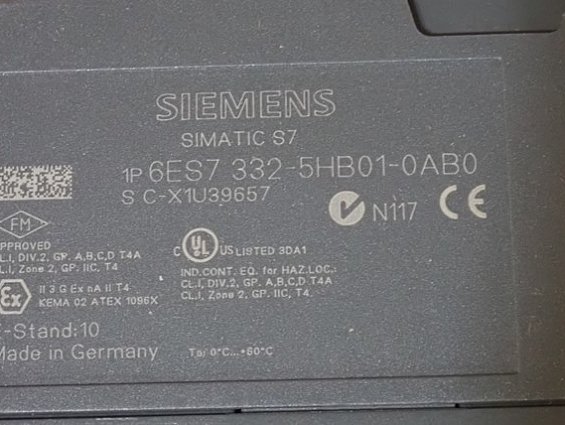 SIEMENS
SIMATIC S7
1P 6ES7 332-5HB01-0AB0
S C-X1U39657
N117 CE
FM
APPROVED
CL.I, DIV.2, GP. A,B,C,D T4A
CL.I, Zone 2, GP. IIC, T4
C UL US LISTED 3DA1
IND.CONT. EQ. for HAZ.LOC.:
CL.I, DIV.2, GP. A,B,C,D T4A
CL.I, Zone 2, GP. IIC, T4
Ex II 3 G Ex nA II T4
KEMA 02 ATEX 1096X
E-Stand:10
Made in Germany
Ta: 0°C...+60°C